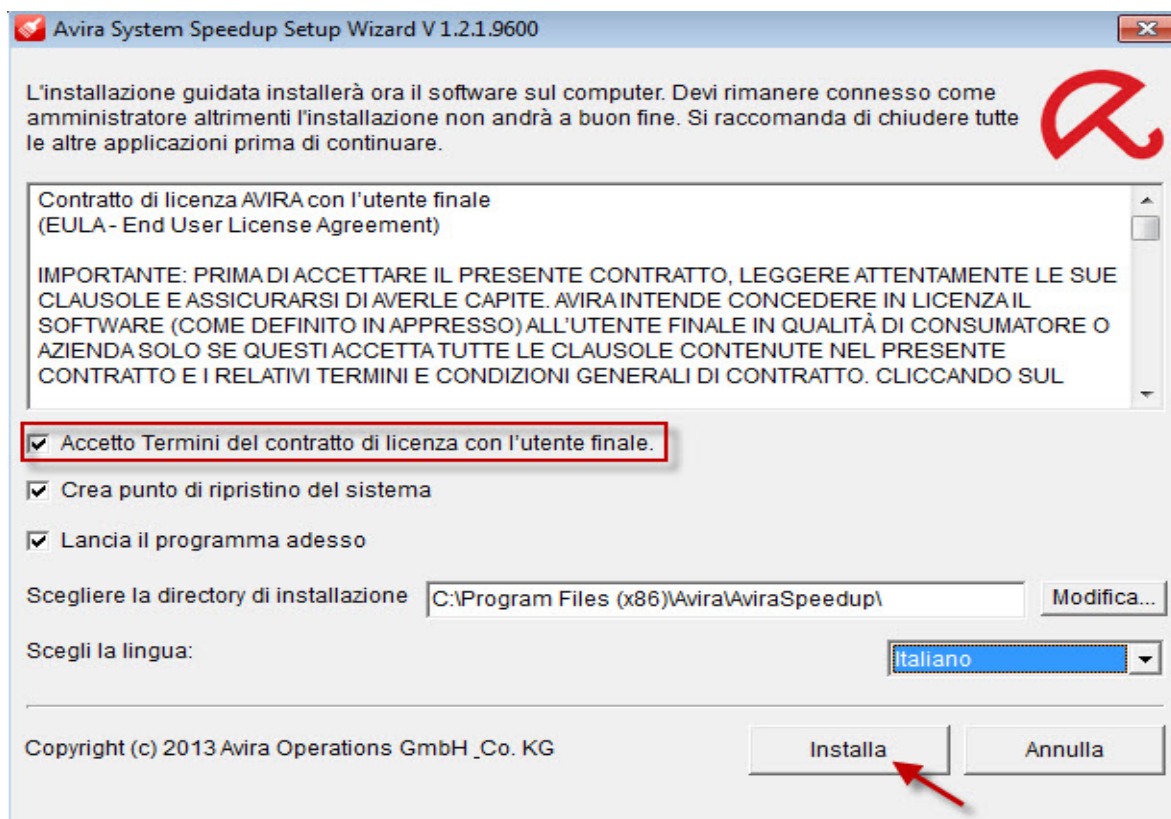 Avira System Speedup Setup Wizard V 1.2.1.9600
L'installazione guidata installerà ora il software sul computer. Devi rimanere connesso come
amministratore altrimenti l'installazione non andrà a buon fine. Si raccomanda di chiudere tutte
le altre applicazioni prima di continuare.
Contratto di licenza AVIRA con l’utente finale
(EULA - End User License Agreement)
IMPORTANTE: PRIMA DI ACCETTARE IL PRESENTE CONTRATTO, LEGGERE ATTENTAMENTE LE SUE
CLAUSOLE E ASSICURARSI DI AVERLE CAPITE. AVIRA INTENDE CONCEDERE IN LICENZA IL
SOFTWARE (COME DEFINITO IN APPRESSO) ALL’UTENTE FINALE IN QUALITÀ DI CONSUMATORE O
AZIENDA SOLO SE QUESTI ACCETTA TUTTE LE CLAUSOLE CONTENUTE NEL PRESENTE
CONTRATTO E I RELATIVI TERMINI E CONDIZIONI GENERALI DI CONTRATTO. CLICCANDO SUL
Accetto Termini del contratto di licenza con l’utente finale.
Crea punto di ripristino del sistema
Lancia il programma adesso
Scegliere la directory di installazione C:\Program Files (x86)\Avira\AviraSpeedup\ Modifica...
Scegli la lingua: Italiano
Copyright (c) 2013 Avira Operations GmbH _Co. KG Installa Annulla